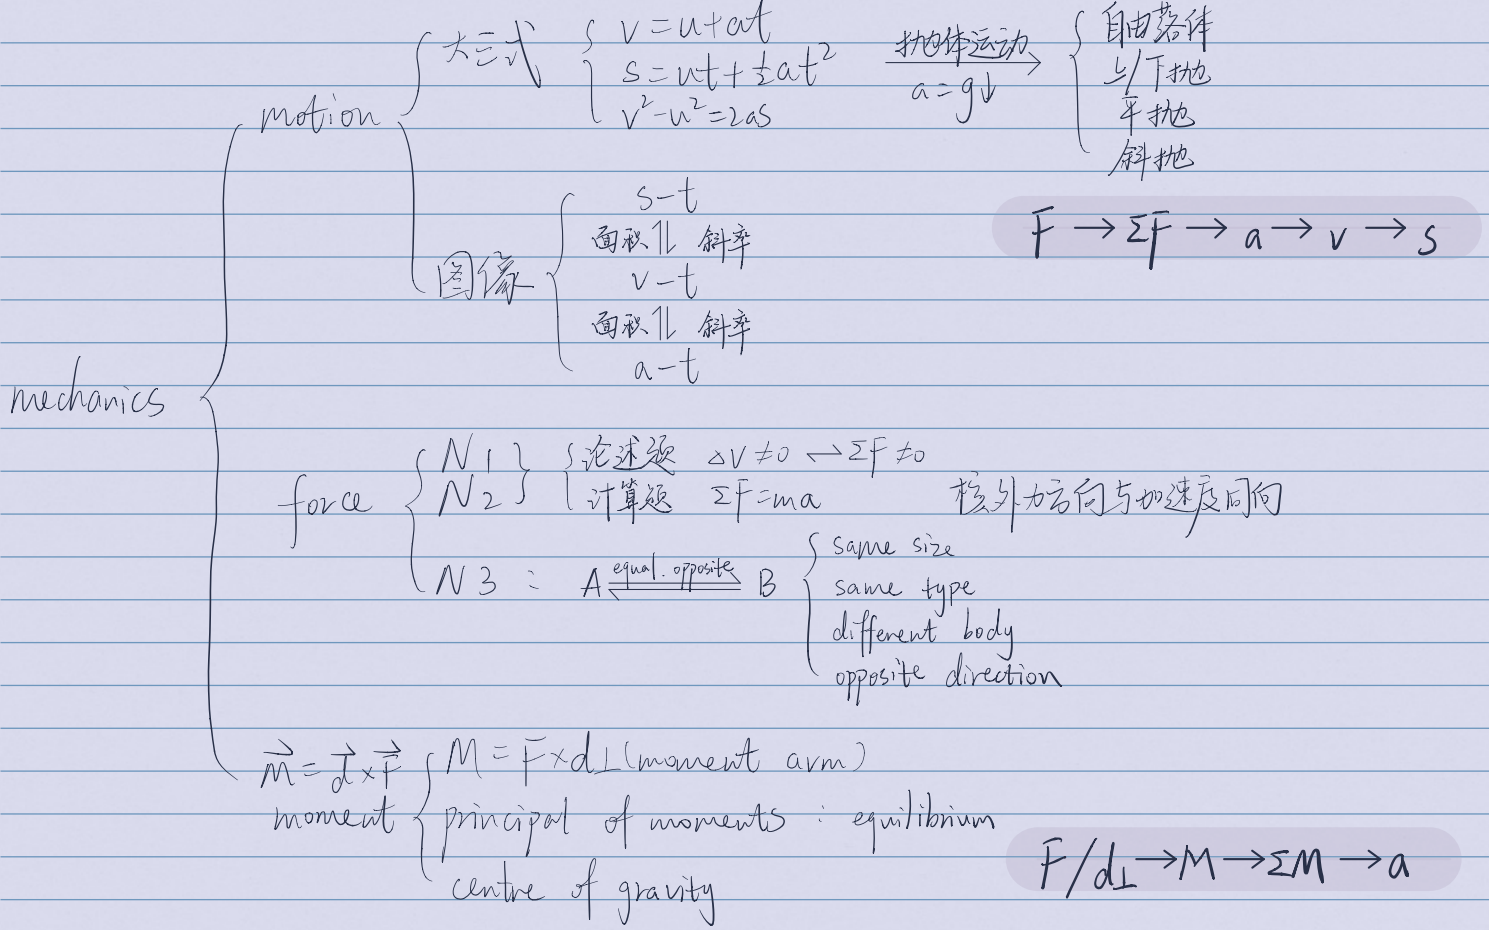 大三式
v=u+at
s=ut+½at²
v²-u²=2as
抛体运动
a=g↓
自由落体
上/下抛
平抛
斜抛
motion
图像
s-t
面积⇅ 斜率
v-t
面积⇅ 斜率
a-t
F→ΣF→a→v→s
mechanics
force
N1
N2
论述题 △v≠0 ⇌ ΣF≠0
计算题 ΣF=ma
外力方向与加速度同向
N3: A equal. opposite B
same size
same type
different body
opposite direction
M=d×F
moment
M=F×d⊥(moment arm)
principal of moments: equilibrium
centre of gravity
F/d⊥→M→ΣM→a